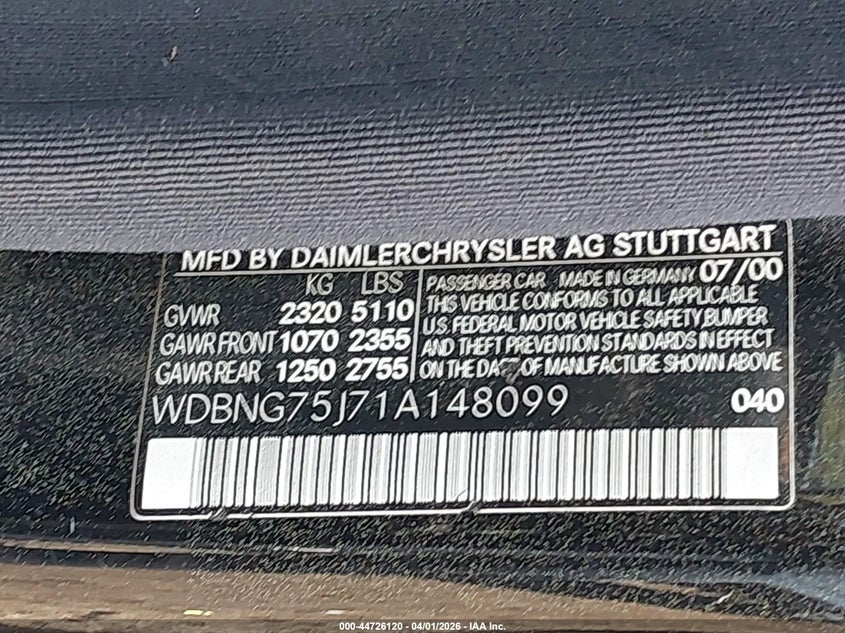 MFD BY DAIMLERCHRYSLER AG STUTTGART
KG LBS
GVWR 2320 5110
GAWR FRONT 1070 2355
GAWR REAR 1250 2755
PASSENGER CAR MADE IN GERMANY 07/00
THIS VEHICLE CONFORMS TO ALL APPLICABLE
U.S. FEDERAL MOTOR VEHICLE SAFETY, BUMPER
AND THEFT PREVENTION STANDARDS IN EFFECT
ON THE DATE OF MANUFACTURE SHOWN ABOVE
WDBNG75J71A148099 040
000-44726120 - 04/01/2026 - IAA Inc.